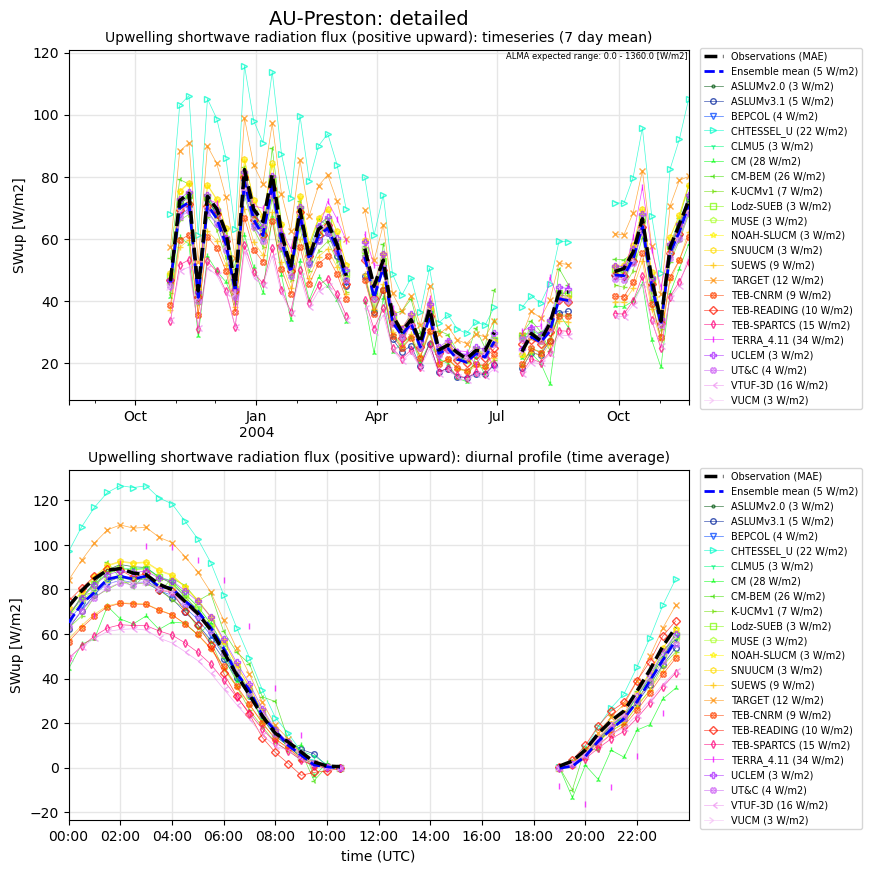 AU-Preston: detailed
Upwelling shortwave radiation flux (positive upward): timeseries (7 day mean)
ALMA expected range: 0.0 - 1360.0 [W/m2]
SWup [W/m2]
120
100
80
60
40
20
Oct
Jan
2004
Apr
Jul
Oct
Observations (MAE)
Ensemble mean (5 W/m2)
ASLUMv2.0 (3 W/m2)
ASLUMv3.1 (5 W/m2)
BEPCOL (4 W/m2)
CHTESSEL_U (22 W/m2)
CLMU5 (3 W/m2)
CM (28 W/m2)
CM-BEM (26 W/m2)
K-UCMv1 (7 W/m2)
Lodz-SUEB (3 W/m2)
MUSE (3 W/m2)
NOAH-SLUCM (3 W/m2)
SNUUCM (3 W/m2)
SUEWS (9 W/m2)
TARGET (12 W/m2)
TEB-CNRM (9 W/m2)
TEB-READING (10 W/m2)
TEB-SPARTCS (15 W/m2)
TERRA_4.11 (34 W/m2)
UCLEM (3 W/m2)
UT&C (4 W/m2)
VTUF-3D (16 W/m2)
VUCM (3 W/m2)
Upwelling shortwave radiation flux (positive upward): diurnal profile (time average)
SWup [W/m2]
120
100
80
60
40
20
0
−20
00:00
02:00
04:00
06:00
08:00
10:00
12:00
14:00
16:00
18:00
20:00
22:00
time (UTC)
Observation (MAE)
Ensemble mean (5 W/m2)
ASLUMv2.0 (3 W/m2)
ASLUMv3.1 (5 W/m2)
BEPCOL (4 W/m2)
CHTESSEL_U (22 W/m2)
CLMU5 (3 W/m2)
CM (28 W/m2)
CM-BEM (26 W/m2)
K-UCMv1 (7 W/m2)
Lodz-SUEB (3 W/m2)
MUSE (3 W/m2)
NOAH-SLUCM (3 W/m2)
SNUUCM (3 W/m2)
SUEWS (9 W/m2)
TARGET (12 W/m2)
TEB-CNRM (9 W/m2)
TEB-READING (10 W/m2)
TEB-SPARTCS (15 W/m2)
TERRA_4.11 (34 W/m2)
UCLEM (3 W/m2)
UT&C (4 W/m2)
VTUF-3D (16 W/m2)
VUCM (3 W/m2)